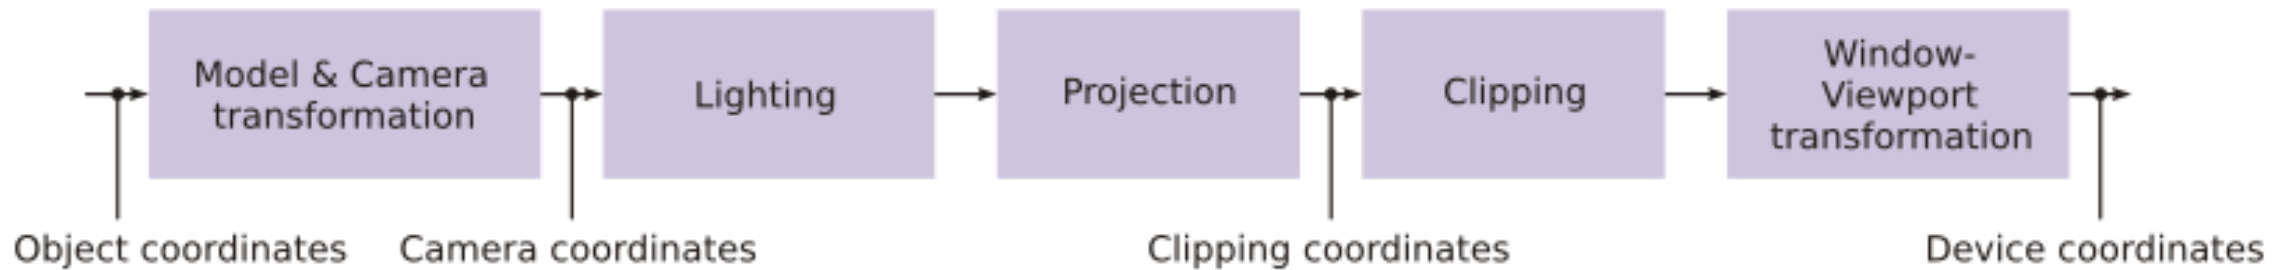 Model & Camera
transformation
Lighting
Projection
Clipping
Window-
Viewport
transformation
Object coordinates
Camera coordinates
Clipping coordinates
Device coordinates